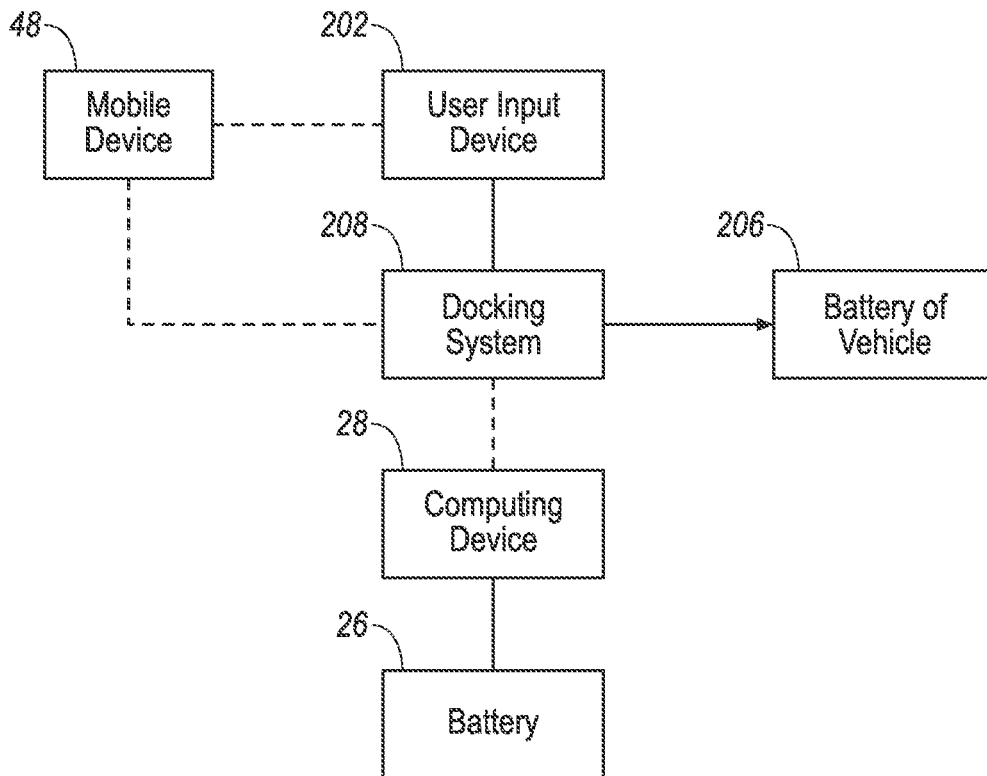 48
202
Mobile
Device
User Input
Device
208
206
Docking
System
Battery of
Vehicle
28
Computing
Device
26
Battery